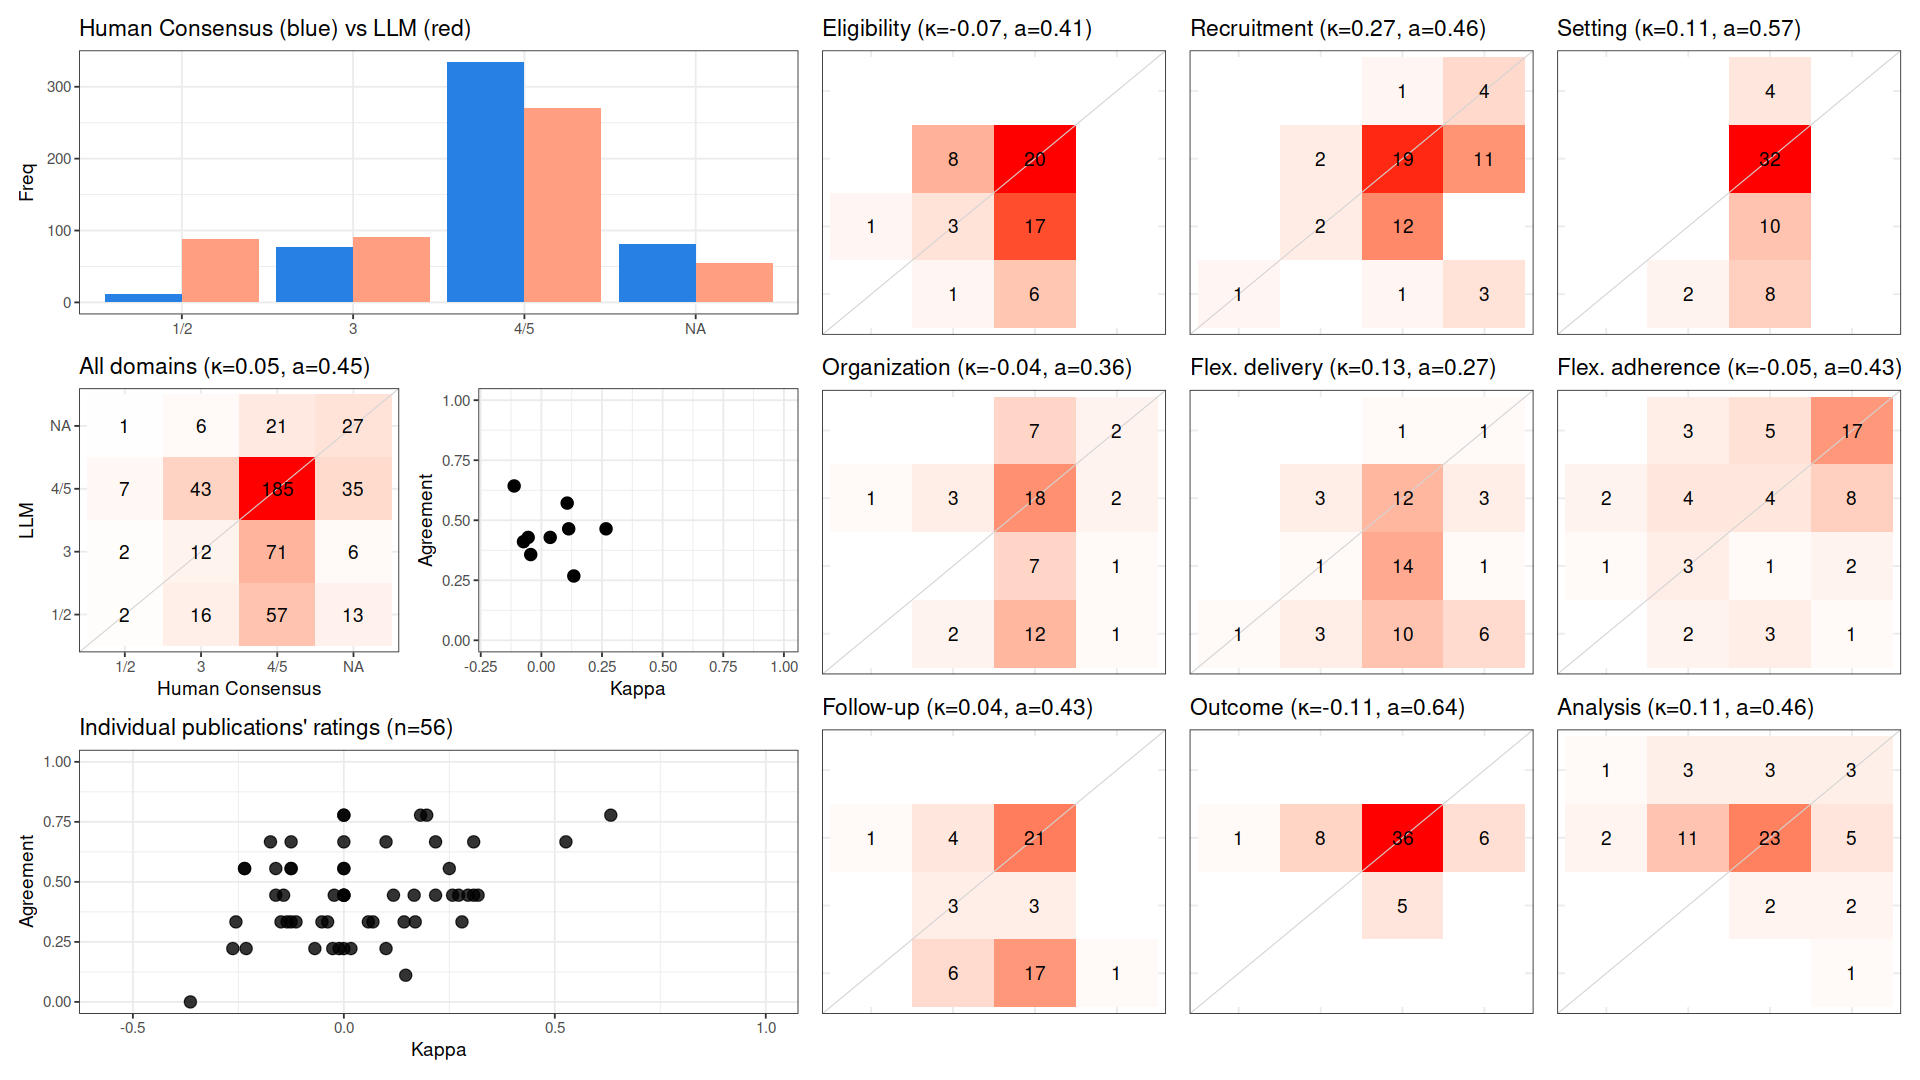 Human Consensus (blue) vs LLM (red)
Freq
300
200
100
0
1/2 3 4/5 NA
All domains (κ=0.05, a=0.45)
LLM
NA 1 6 21 27
4/5 7 43 185 35
3 2 12 71 6
1/2 2 16 57 13
1/2 3 4/5 NA
Human Consensus
Agreement
1.00
0.75
0.50
0.25
0.00
-0.25 0.00 0.25 0.50 0.75 1.00
Kappa
Individual publications' ratings (n=56)
Agreement
1.00
0.75
0.50
0.25
0.00
-0.5 0.0 0.5 1.0
Kappa
Eligibility (κ=-0.07, a=0.41)
8 20
1 3 17
1 6
Recruitment (κ=0.27, a=0.46)
1 4
2 19 11
2 12
1 1 3
Setting (κ=0.11, a=0.57)
4
32
10
2 8
Organization (κ=-0.04, a=0.36)
7 2
1 3 18 2
7 1
2 12 1
Flex. delivery (κ=0.13, a=0.27)
1 1
3 12 3
1 14 1
1 3 10 6
Flex. adherence (κ=-0.05, a=0.43)
3 5 17
2 4 4 8
1 3 1 2
2 3 1
Follow-up (κ=0.04, a=0.43)
1 4 21
3 3
6 17 1
Outcome (κ=-0.11, a=0.64)
1 8 36 6
5
Analysis (κ=0.11, a=0.46)
1 3 3 3
2 11 23 5
2 2
1